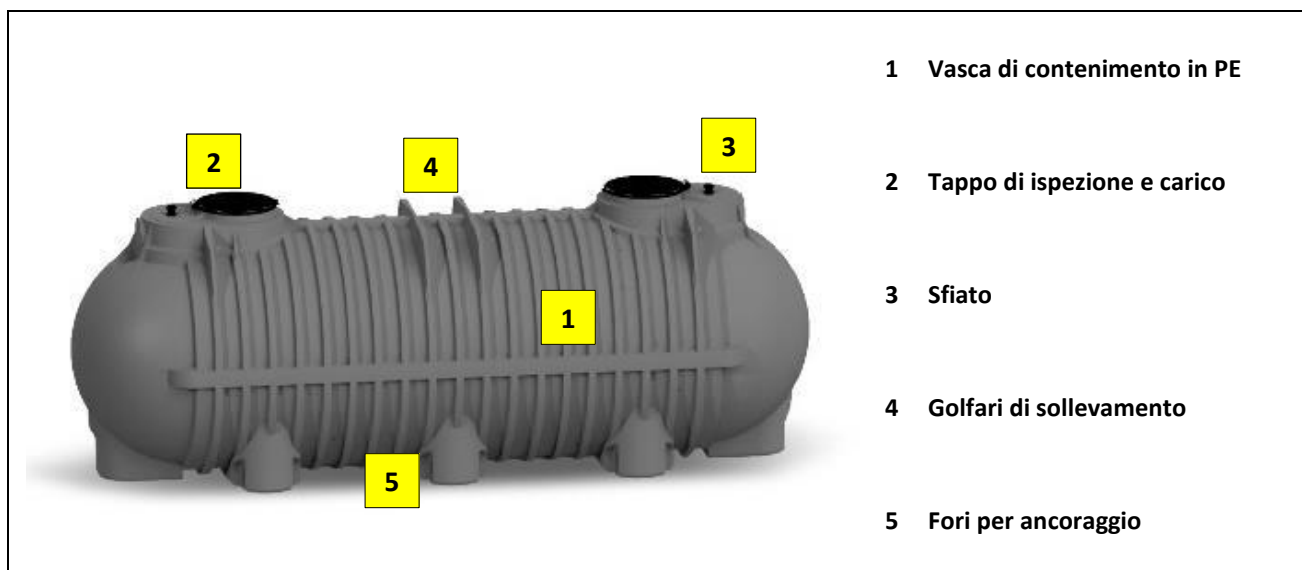 1 Vasca di contenimento in PE
2 Tappo di ispezione e carico
3 Sfiato
4 Golfari di sollevamento
5 Fori per ancoraggio
2
4
3
1
5